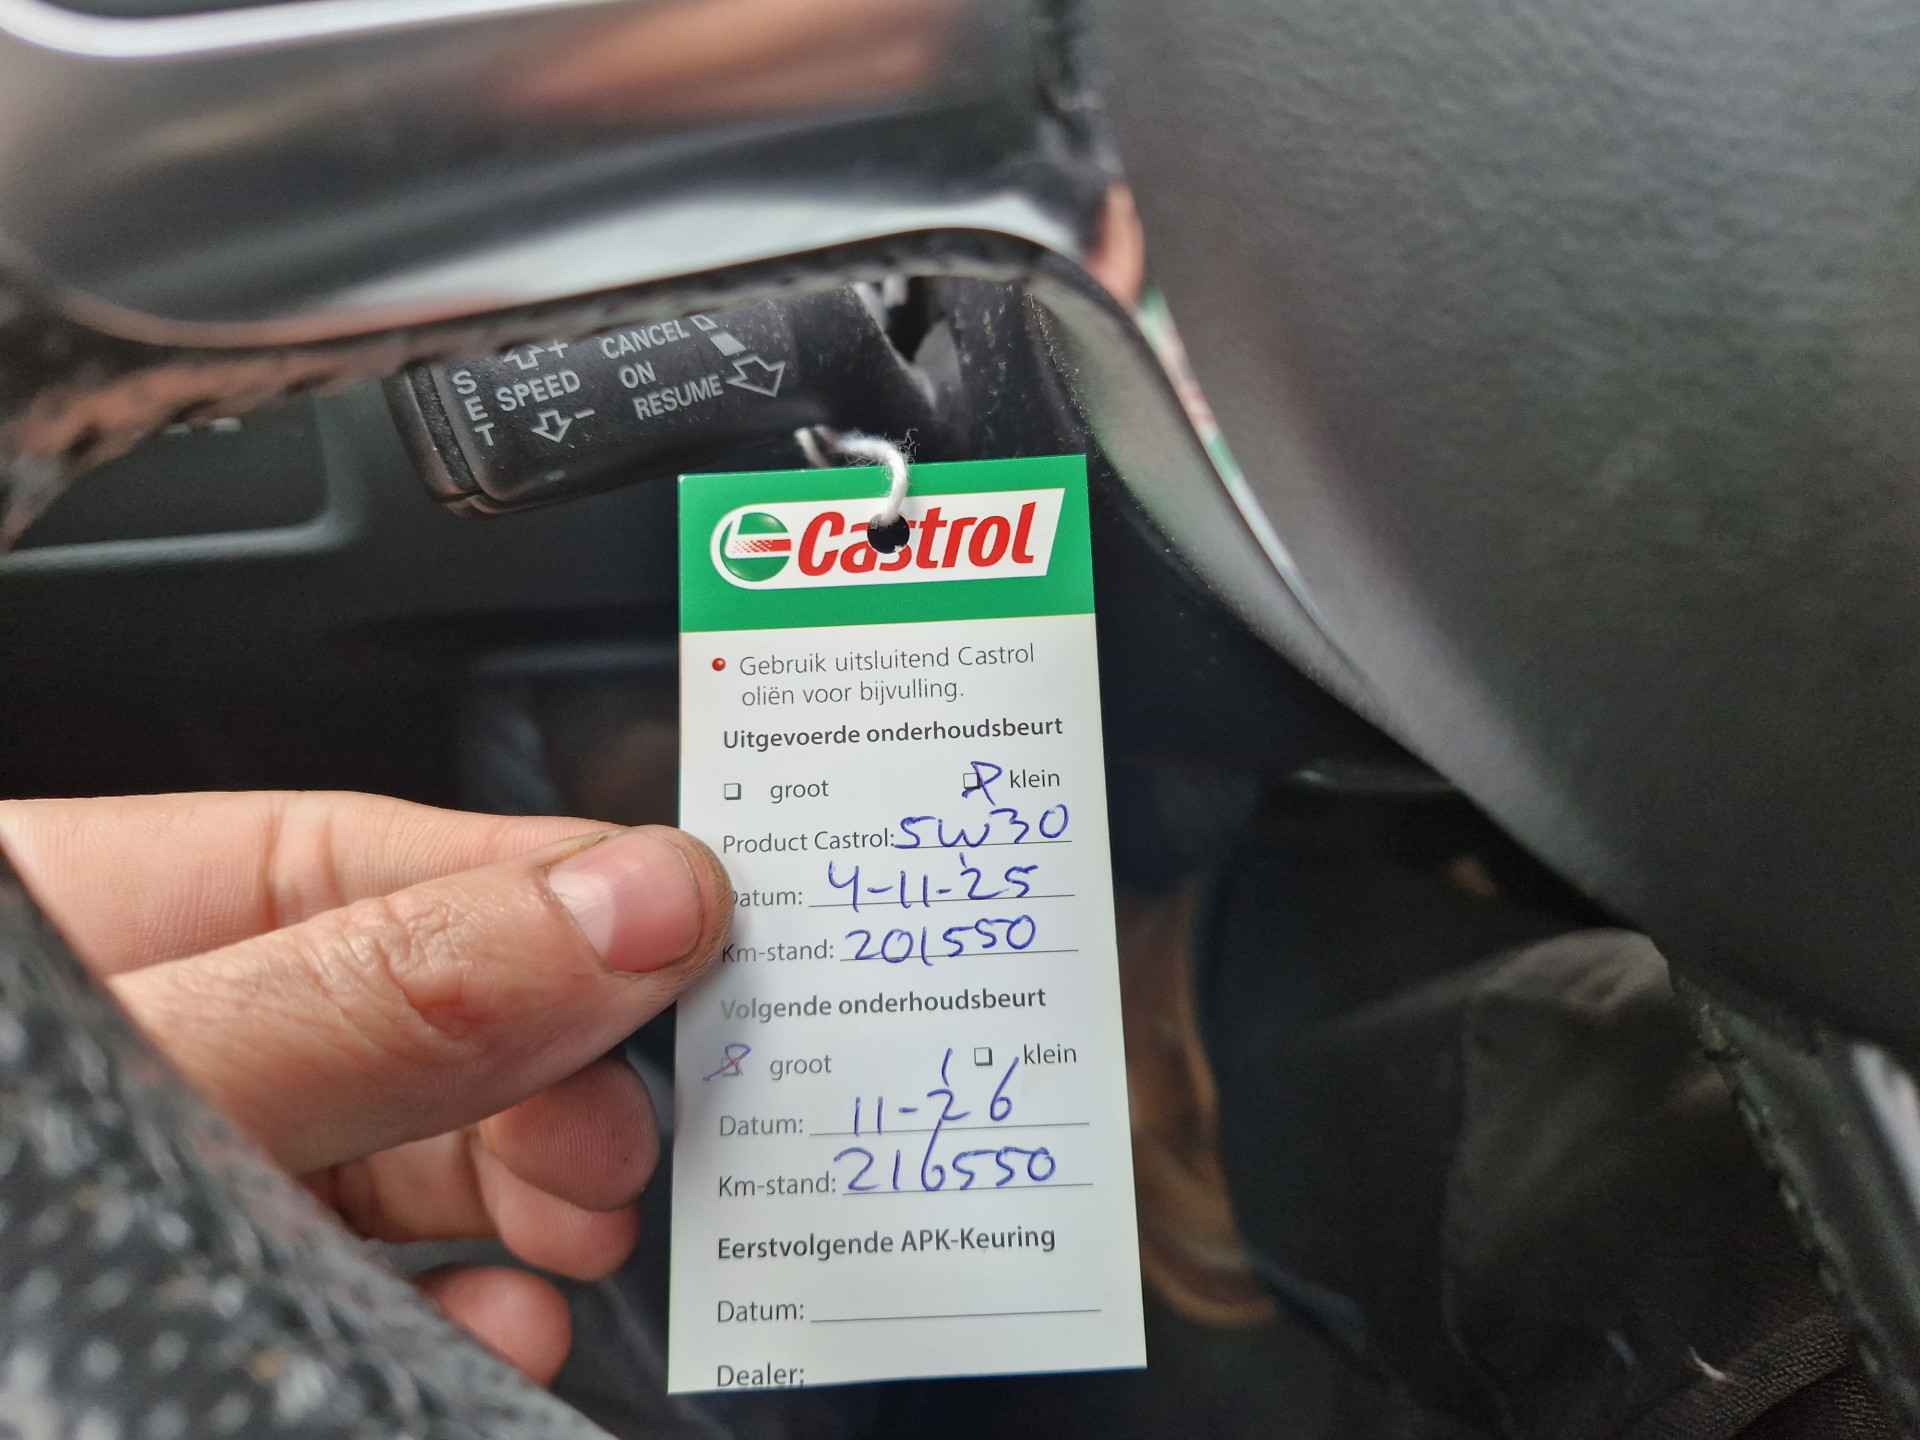 SET
+
SPEED
-
CANCEL
ON
RESUME
Castrol
Gebruik uitsluitend Castrol
oliën voor bijvulling.
Uitgevoerde onderhoudsbeurt
groot klein
Product Castrol: 5W30
Datum: 4-11-'25
Km-stand: 201550
Volgende onderhoudsbeurt
groot klein
Datum: 11-'26
Km-stand: 216550
Eerstvolgende APK-Keuring
Datum:
Dealer: